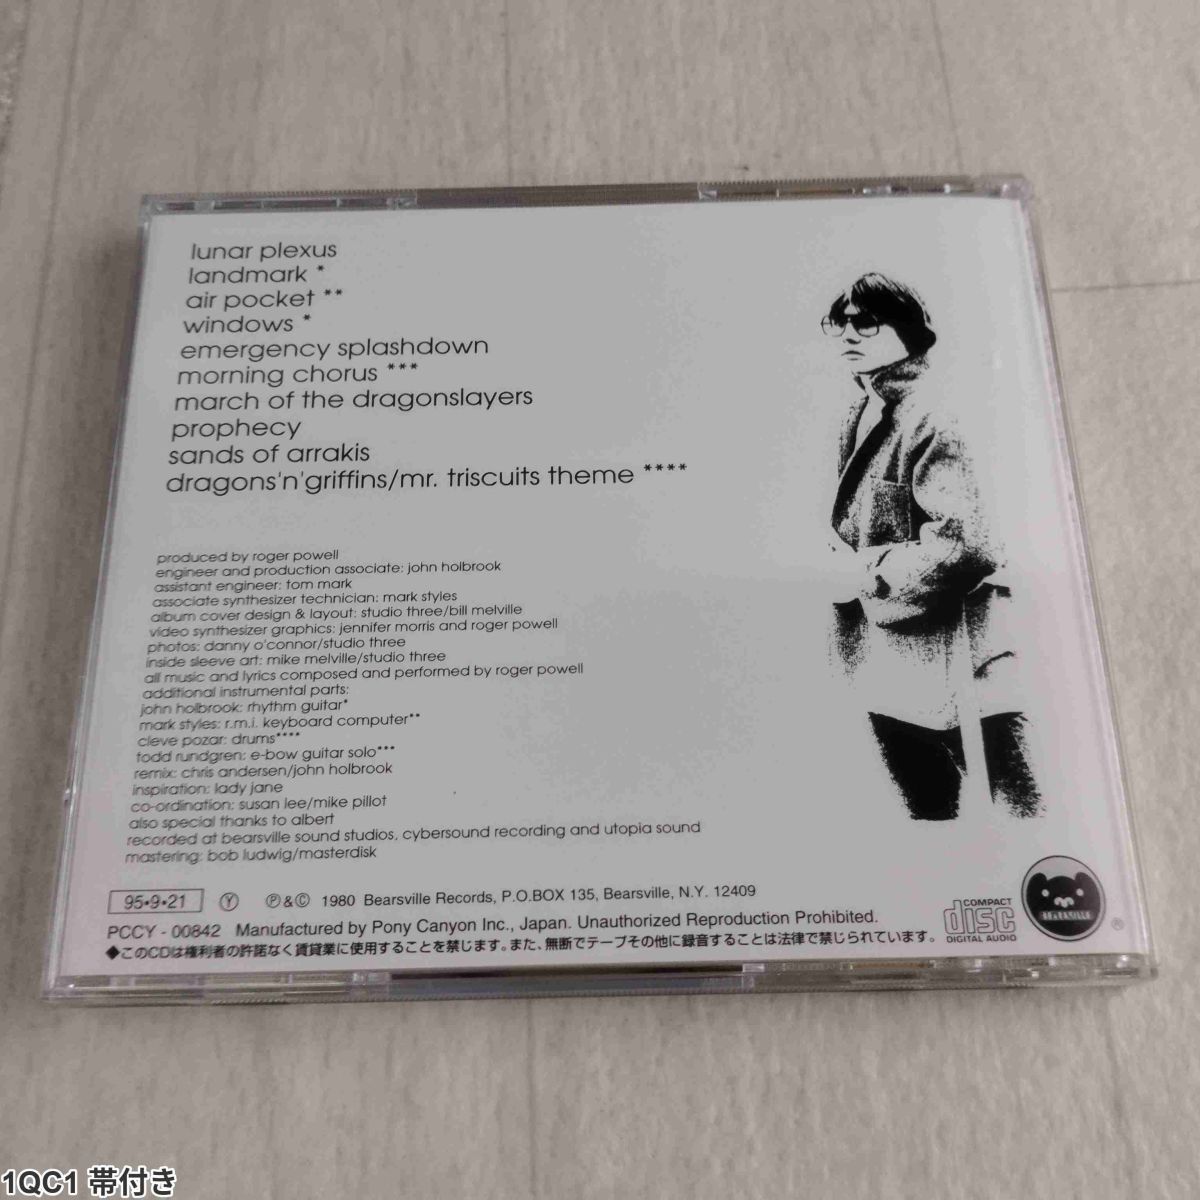 lunar plexus
landmark *
air pocket **
windows *
emergency splashdown
morning chorus ***
march of the dragonslayers
prophecy
sands of arrakis
dragons'n'griffins/mr. triscuits theme ****
produced by roger powell
engineer and production associate: john holbrook
assistant engineer: tom mark
associate synthesizer technician: mark styles
album cover design & layout: studio three/bill melville
video synthesizer graphics: jennifer morris and roger powell
photos: danny o'connor/studio three
inside sleeve art: mike melville/studio three
all music and lyrics composed and performed by roger powell
additional instrumental parts:
john holbrook: rhythm guitar*
mark styles: r.m.i. keyboard computer**
cleve pozar: drums****
todd rundgren: e-bow guitar solo***
remix: chris andersen/john holbrook
inspiration: lady jane
co-ordination: susan lee/mike pillot
also special thanks to albert
recorded at bearsville sound studios, cybersound recording and utopia sound
mastering: bob ludwig/masterdisk
95•9•21 Ⓨ Ⓟ&Ⓒ 1980 Bearsville Records, P.O.BOX 135, Bearsville, N.Y. 12409
PCCY - 00842 Manufactured by Pony Canyon Inc., Japan. Unauthorized Reproduction Prohibited.
◆このCDは権利者の許諾なく賃貸業に使用することを禁じます。また、無断でテープその他に録音することは法律で禁じられています。
COMPACT
disc
DIGITAL AUDIO
BEARSVILLE
®
1QC1 帯付き